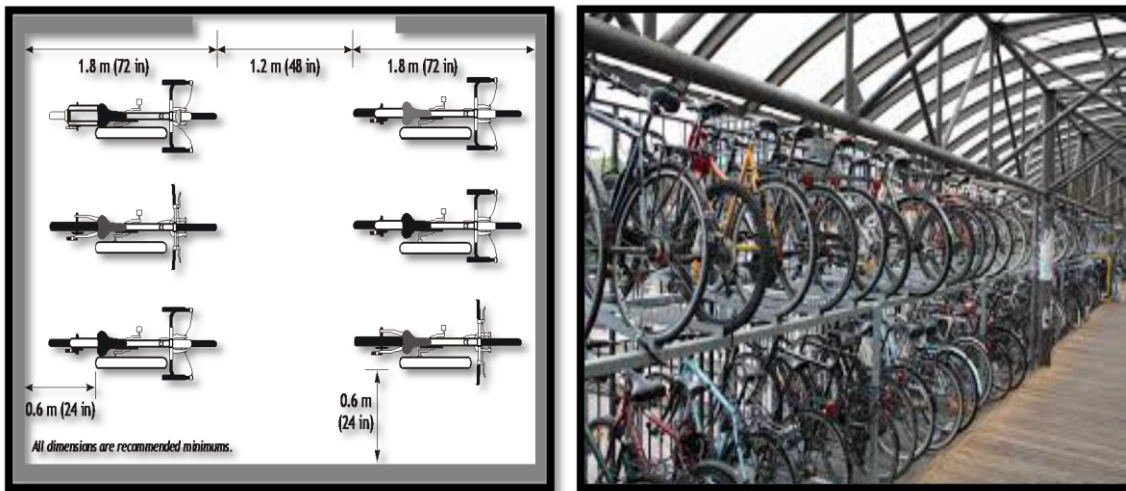 1.8 m (72 in)
1.2 m (48 in)
1.8 m (72 in)
0.6 m (24 in)
0.6 m
(24 in)
All dimensions are recommended minimums.